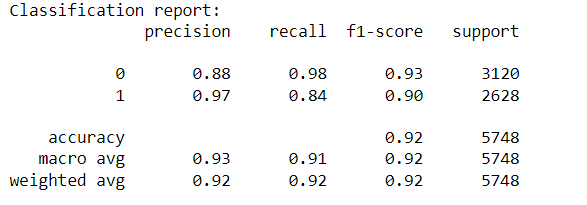 Classification report:
precision recall f1-score support
0 0.88 0.98 0.93 3120
1 0.97 0.84 0.90 2628
accuracy 0.92 5748
macro avg 0.93 0.91 0.92 5748
weighted avg 0.92 0.92 0.92 5748